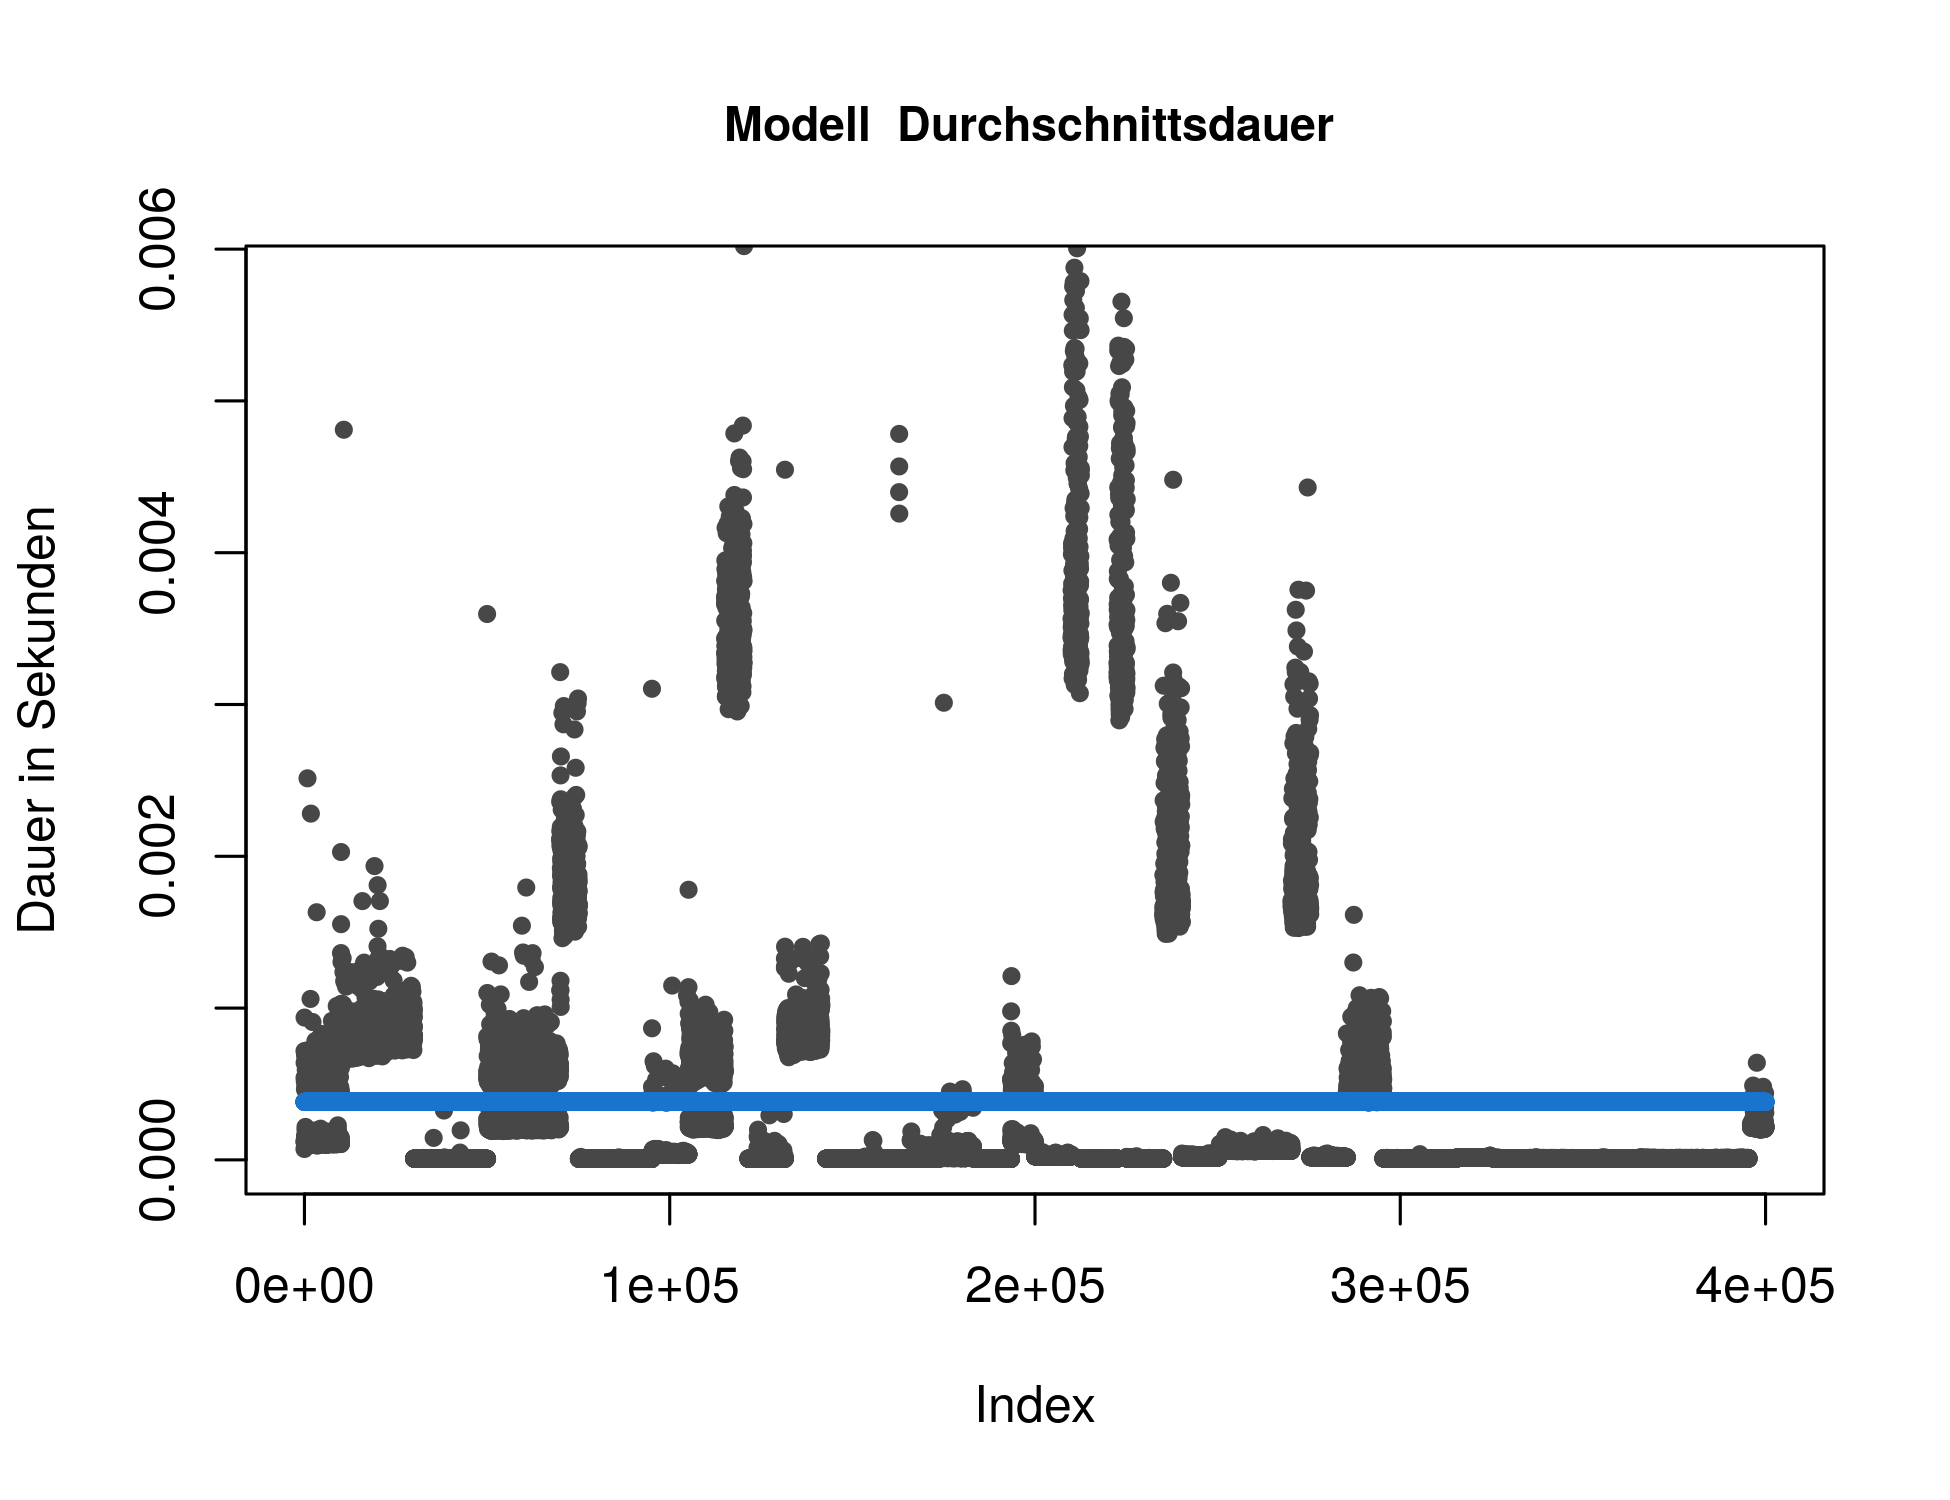 Modell  Durchschnittsdauer
Dauer in Sekunden
0.006
0.004
0.002
0.000
0e+00 1e+05 2e+05 3e+05 4e+05
Index